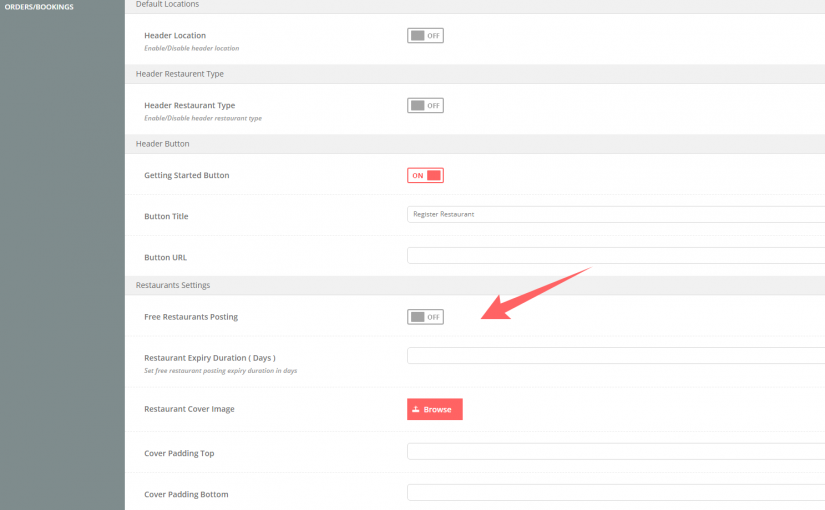 ORDERS/BOOKINGS
Default Locations
Header Location
OFF
Enable/Disable header location
Header Restaurent Type
Header Restaurant Type
OFF
Enable/Disable header restaurant type
Header Button
Getting Started Button
ON
Button Title
Register Restaurant
Button URL
Restaurants Settings
Free Restaurants Posting
OFF
Restaurant Expiry Duration ( Days )
Set free restaurant posting expiry duration in days
Restaurant Cover Image
Browse
Cover Padding Top
Cover Padding Bottom